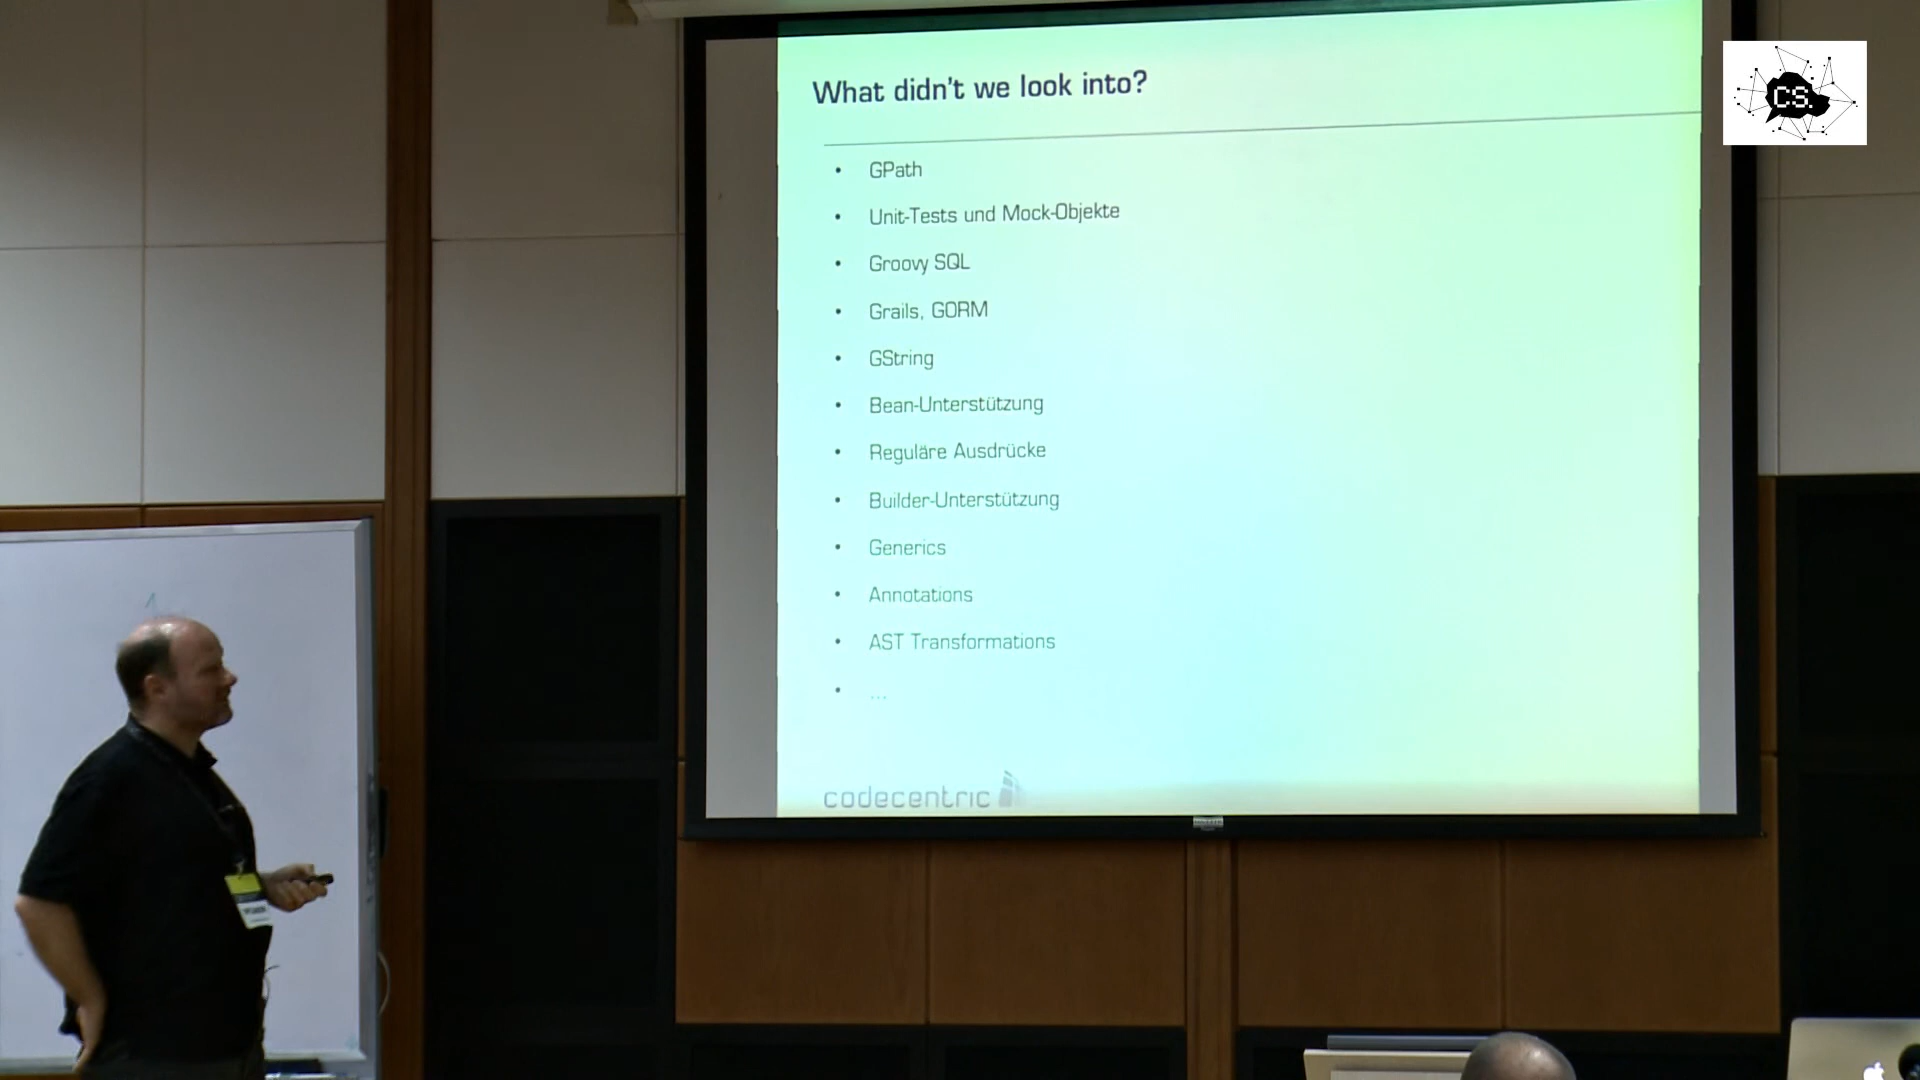 What didn't we look into?
CS.
• GPath
• Unit-Tests und Mock-Objekte
• Groovy SQL
• Grails, GORM
• GString
• Bean-Unterstützung
• Reguläre Ausdrücke
• Builder-Unterstützung
• Generics
• Annotations
• AST Transformations
• ...
codecentric